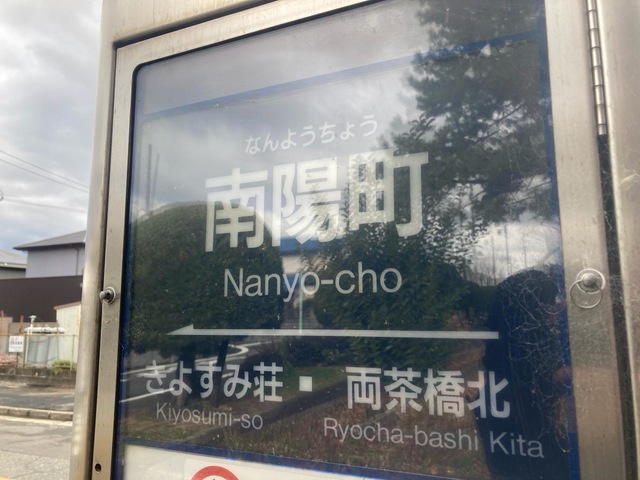 なんようちょう
南陽町
Nanyo-cho
きよすみ荘 ■ 両茶橋北
Kiyosumi-so Ryocha-bashi Kita